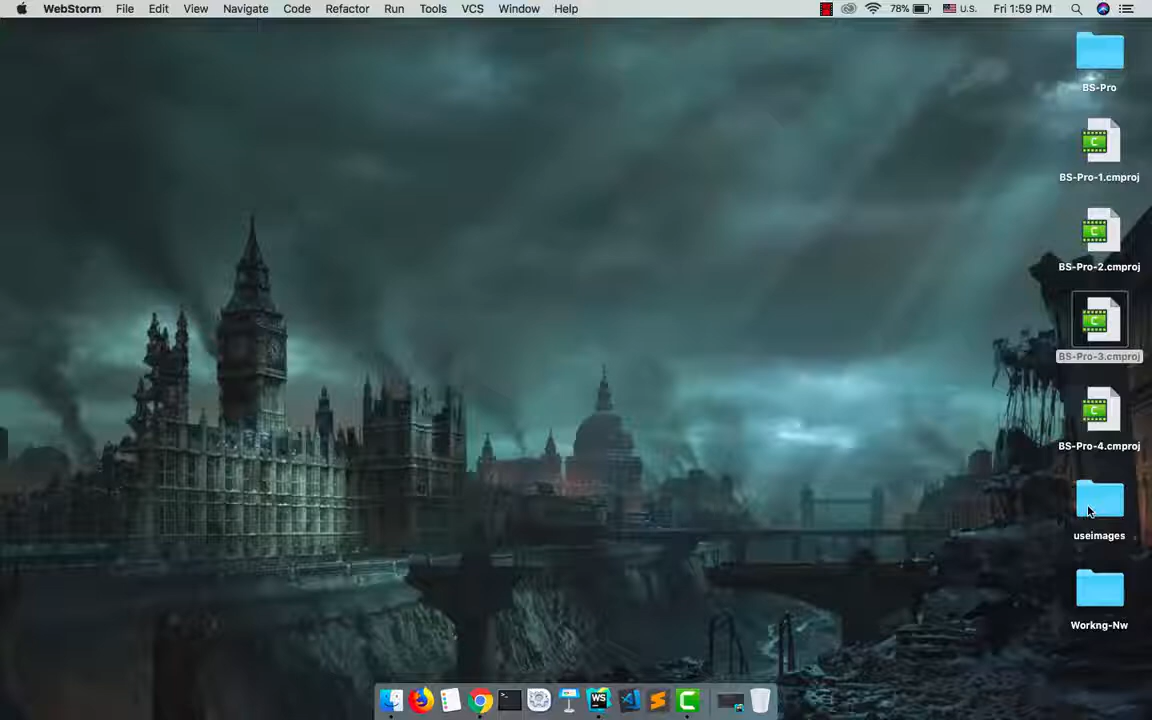 WebStorm File Edit View Navigate Code Refactor Run Tools VCS Window Help 78% U.S. Fri 1:59 PM
BS-Pro
C
BS-Pro-1.cmproj
C
BS-Pro-2.cmproj
C
BS-Pro-3.cmproj
C
BS-Pro-4.cmproj
useimages
Workng-Nw
WS C